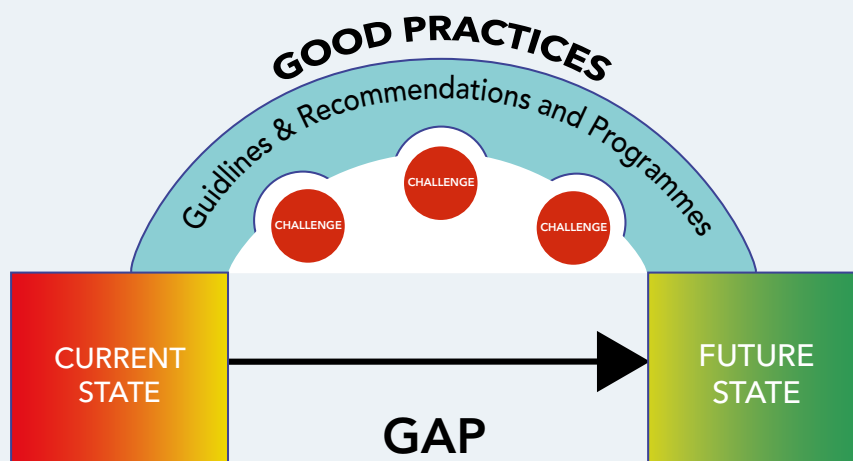 GOOD PRACTICES
Guidlines & Recommendations and Programmes
CHALLENGE
CHALLENGE
CHALLENGE
CURRENT
STATE
FUTURE
STATE
GAP